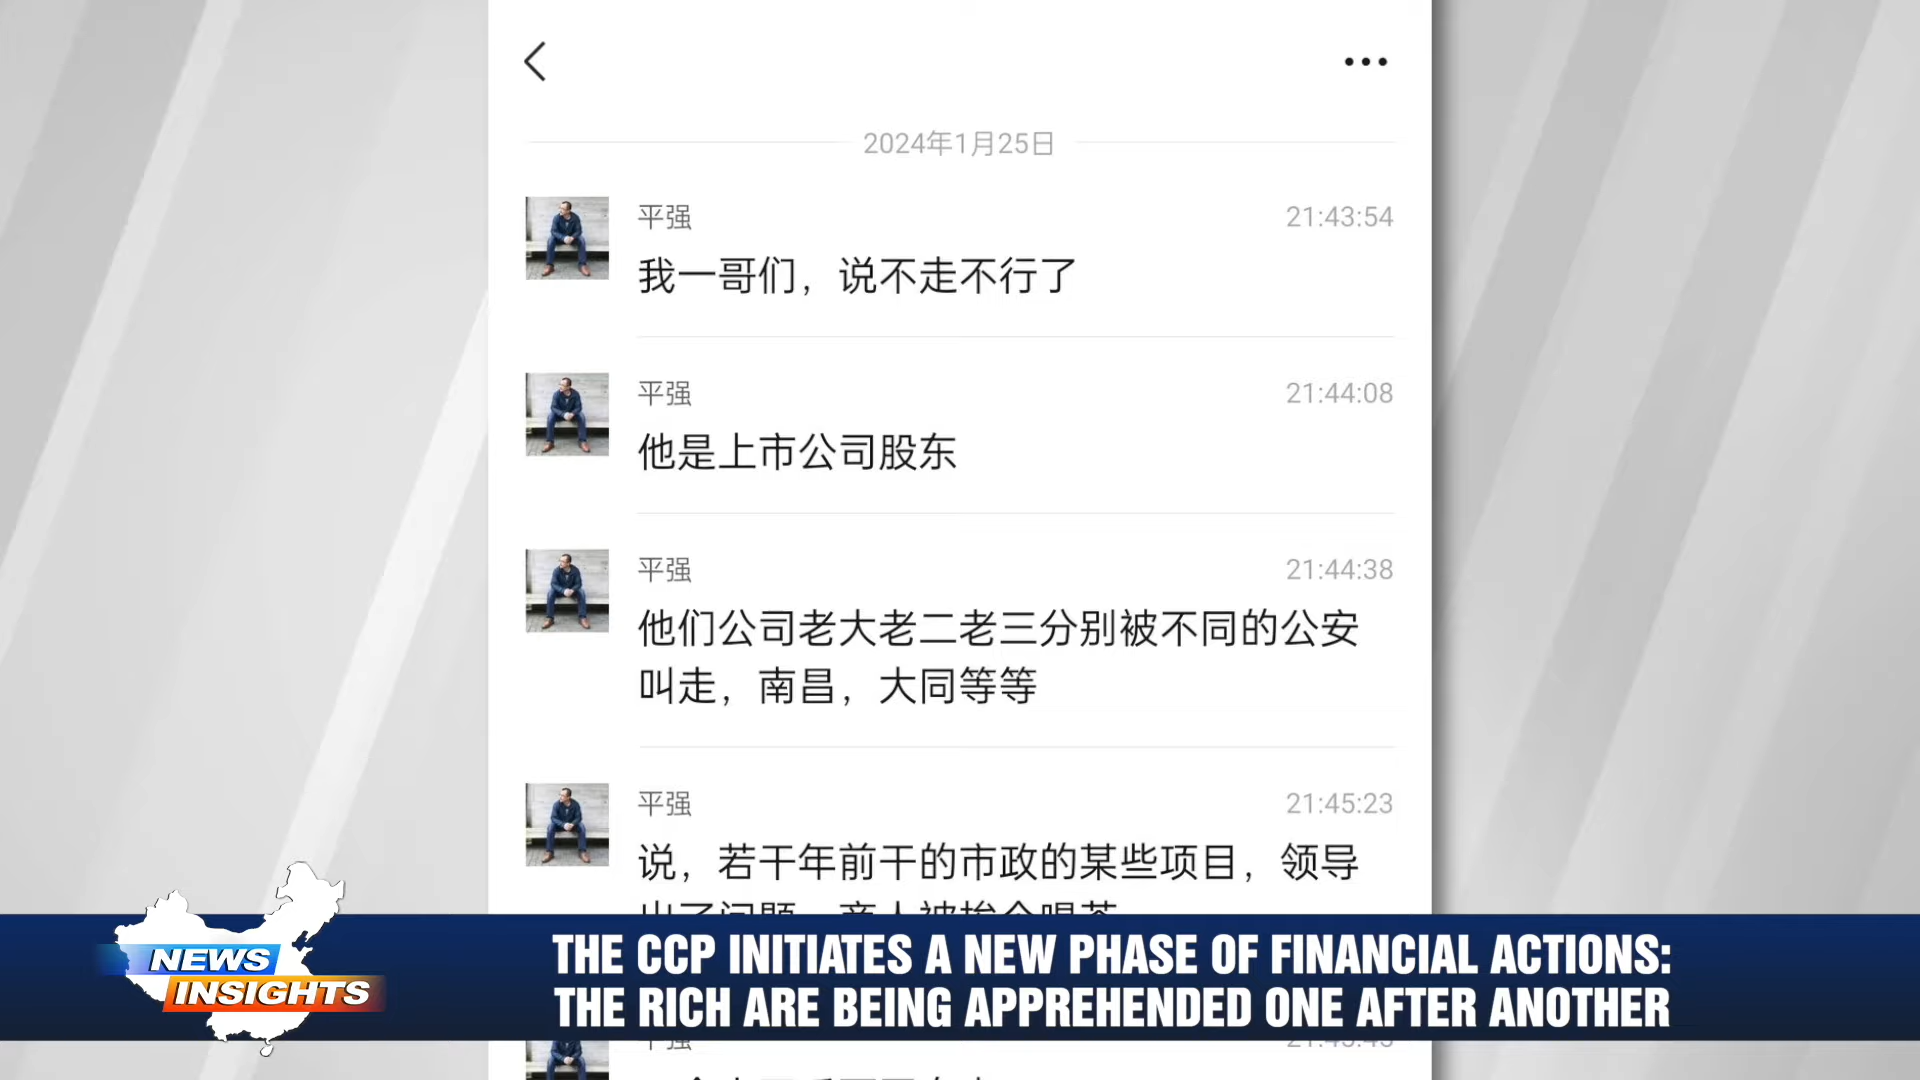 2024年1月25日
平强
21:43:54
我一哥们，说不走不行了
平强
21:44:08
他是上市公司股东
平强
21:44:38
他们公司老大老二老三分别被不同的公安
叫走，南昌，大同等等
平强
21:45:23
说，若干年前干的市政的某些项目，领导
NEWS
INSIGHTS
THE CCP INITIATES A NEW PHASE OF FINANCIAL ACTIONS:
THE RICH ARE BEING APPREHENDED ONE AFTER ANOTHER